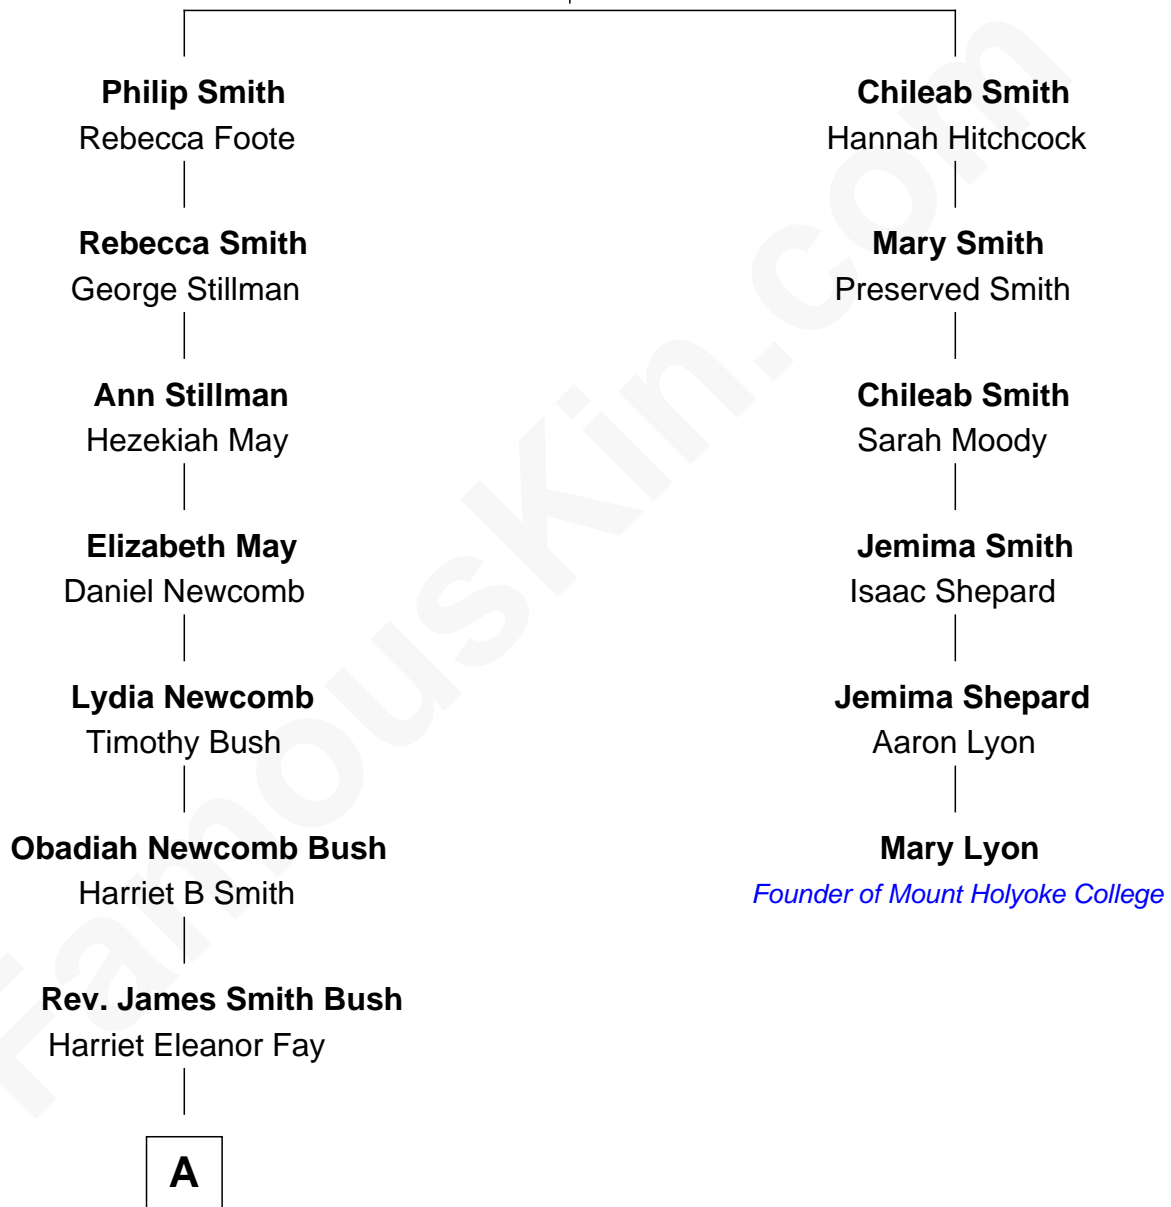 Philip Smith
Rebecca Foote
Rebecca Smith
George Stillman
Ann Stillman
Hezekiah May
Elizabeth May
Daniel Newcomb
Lydia Newcomb
Timothy Bush
Obadiah Newcomb Bush
Harriet B Smith
Rev. James Smith Bush
Harriet Eleanor Fay
A
Chileab Smith
Hannah Hitchcock
Mary Smith
Preserved Smith
Chileab Smith
Sarah Moody
Jemima Smith
Isaac Shepard
Jemima Shepard
Aaron Lyon
Mary Lyon
Founder of Mount Holyoke College
FamousKin.com